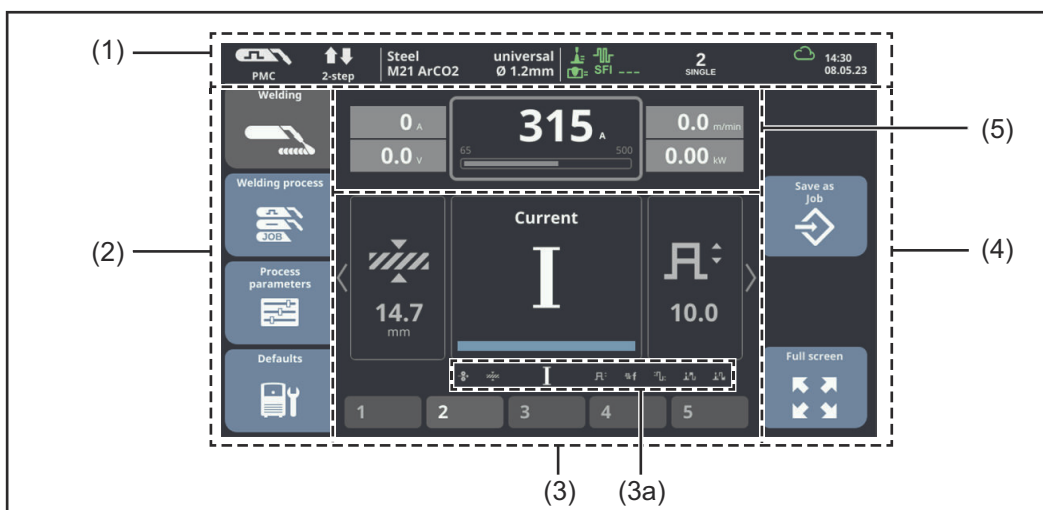 (1)
PMC
2-step
Steel
M21 ArCO2
universal
Ø 1.2mm
SFI ---
2
SINGLE
14:30
08.05.23
(2)
Welding
Welding process
JOB
Process
parameters
Defaults
0 A
0.0 V
315 A
65 500
0.0 m/min
0.00 kW
(5)
14.7
mm
Current
I
10.0
1 2 3 4 5
Save as
Job
Full screen
(4)
(3)
(3a)